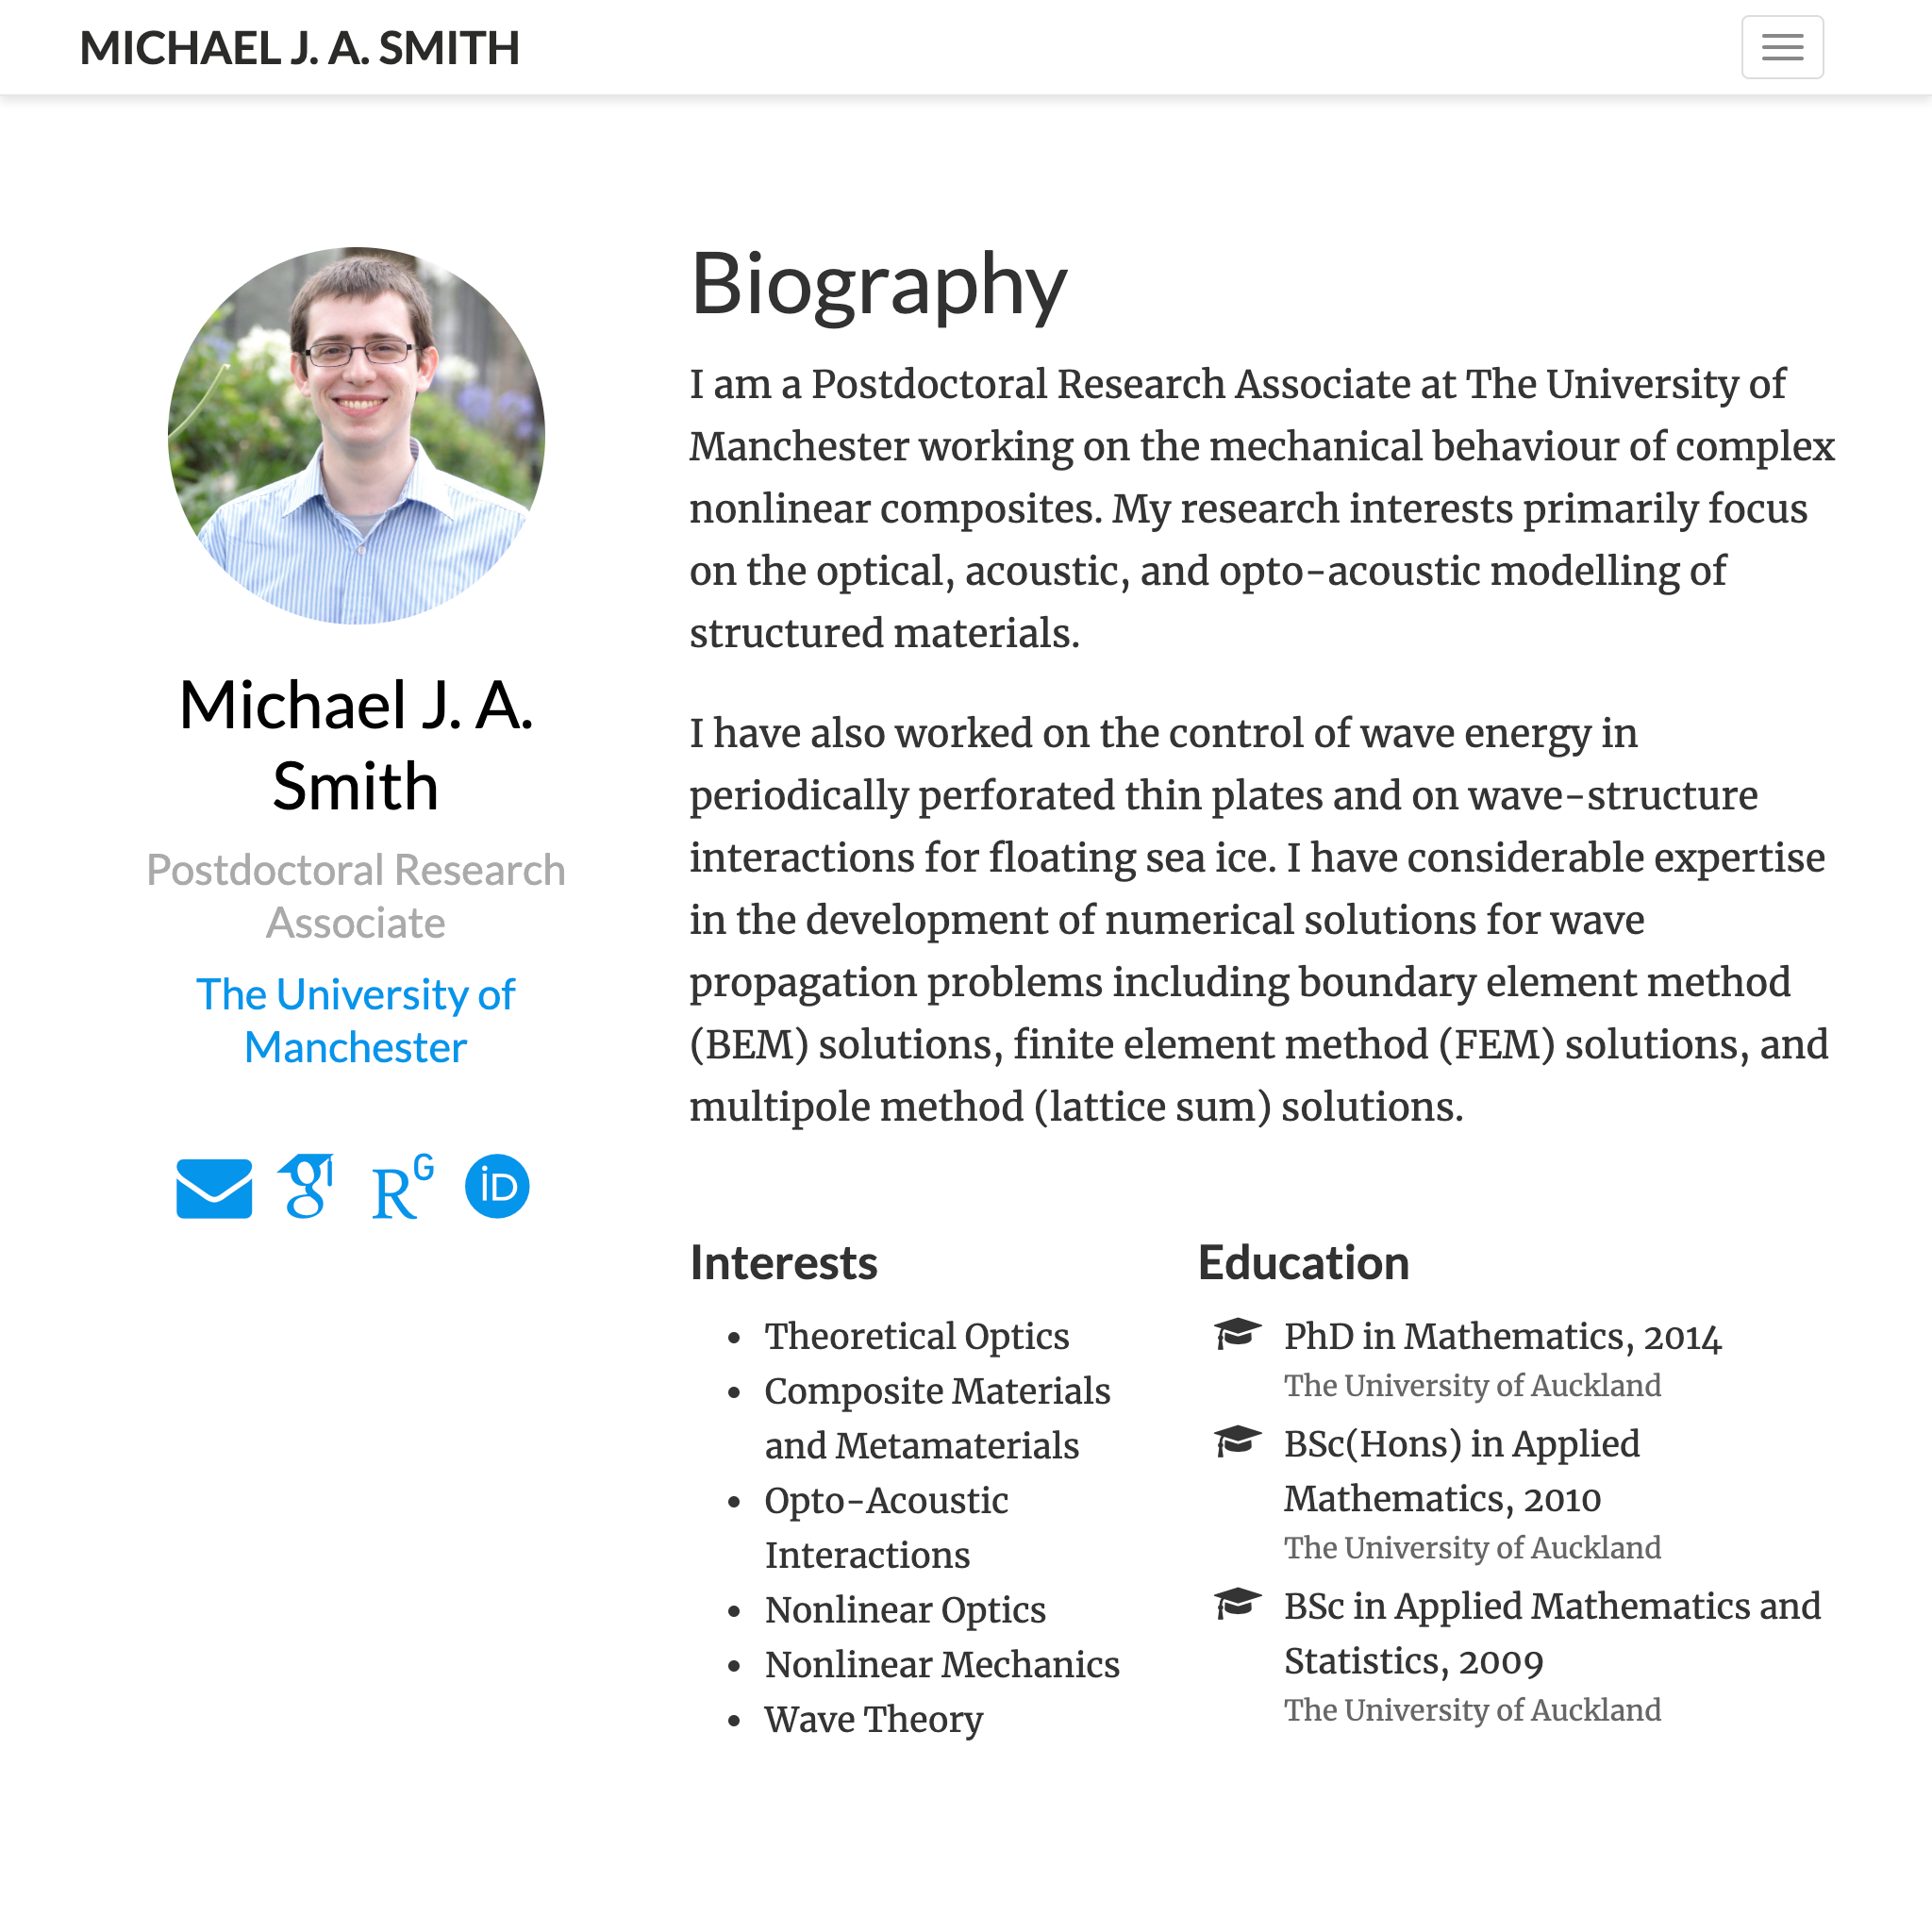 MICHAEL J. A. SMITH
Michael J. A.
Smith
Postdoctoral Research
Associate
The University of
Manchester
RG
iD
Biography
I am a Postdoctoral Research Associate at The University of
Manchester working on the mechanical behaviour of complex
nonlinear composites. My research interests primarily focus
on the optical, acoustic, and opto-acoustic modelling of
structured materials.
I have also worked on the control of wave energy in
periodically perforated thin plates and on wave-structure
interactions for floating sea ice. I have considerable expertise
in the development of numerical solutions for wave
propagation problems including boundary element method
(BEM) solutions, finite element method (FEM) solutions, and
multipole method (lattice sum) solutions.
Interests
• Theoretical Optics
• Composite Materials
and Metamaterials
• Opto-Acoustic
Interactions
• Nonlinear Optics
• Nonlinear Mechanics
• Wave Theory
Education
PhD in Mathematics, 2014
The University of Auckland
BSc(Hons) in Applied
Mathematics, 2010
The University of Auckland
BSc in Applied Mathematics and
Statistics, 2009
The University of Auckland